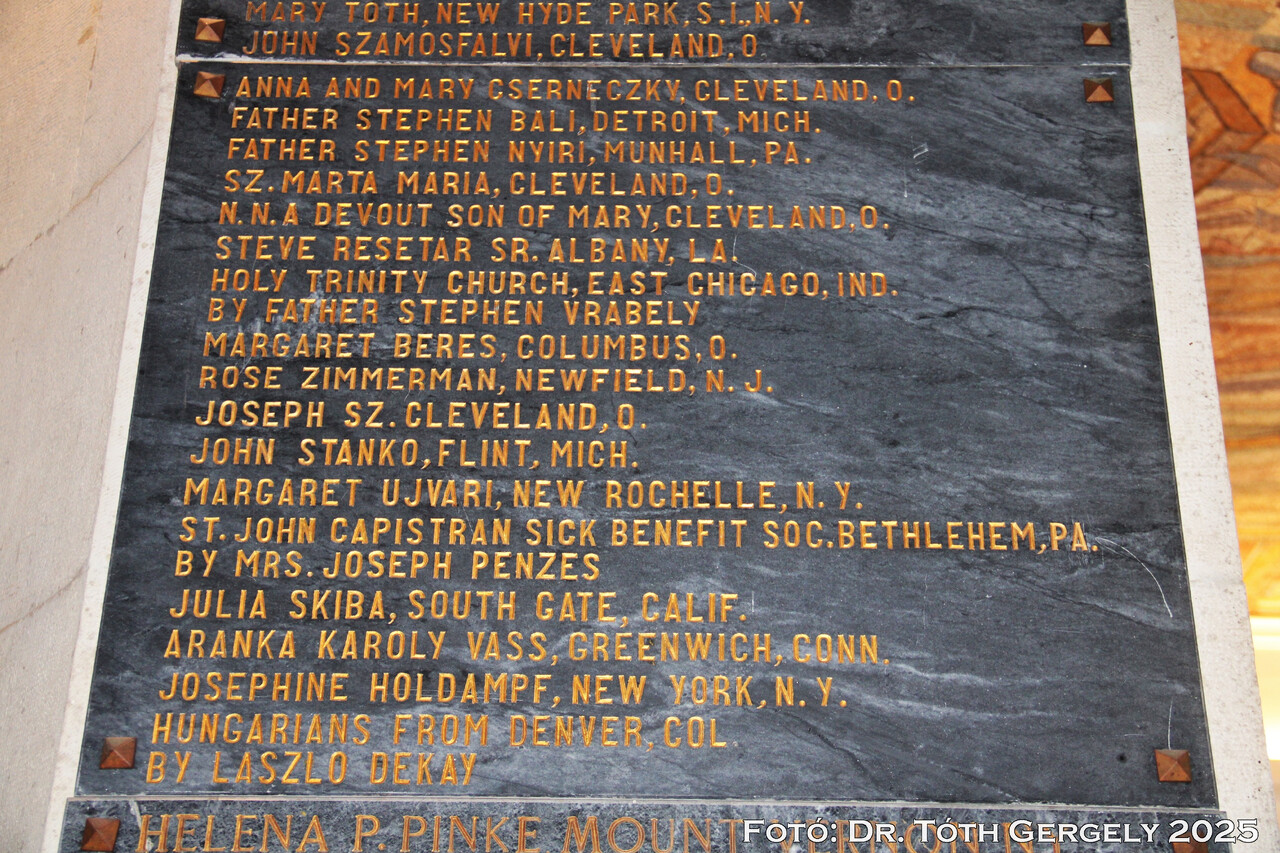 MARY TOTH, NEW HYDE PARK, S.I., N.Y.
JOHN SZAMOSFALVI, CLEVELAND, O
ANNA AND MARY CSERNECZKY, CLEVELAND, O.
FATHER STEPHEN BALI, DETROIT, MICH.
FATHER STEPHEN NYIRI, MUNHALL, PA.
SZ. MARTA MARIA, CLEVELAND, O.
N.N. A DEVOUT SON OF MARY, CLEVELAND, O.
STEVE RESETAR SR. ALBANY, LA.
HOLY TRINITY CHURCH, EAST CHICAGO, IND.
BY FATHER STEPHEN VRABELY
MARGARET BERES, COLUMBUS, O.
ROSE ZIMMERMAN, NEWFIELD, N. J.
JOSEPH SZ. CLEVELAND, O.
JOHN STANKO, FLINT, MICH.
MARGARET UJVARI, NEW ROCHELLE, N. Y.
ST. JOHN CAPISTRAN SICK BENEFIT SOC. BETHLEHEM, PA.
BY MRS. JOSEPH PENZES
JULIA SKIBA, SOUTH GATE, CALIF.
ARANKA KAROLY VASS, GREENWICH, CONN.
JOSEPHINE HOLDAMPF, NEW YORK, N. Y.
HUNGARIANS FROM DENVER, COL.
BY LASZLO DEKAY
HELENA P. PINKE MOUNT
Fotó: Dr. Tóth Gergely 2025